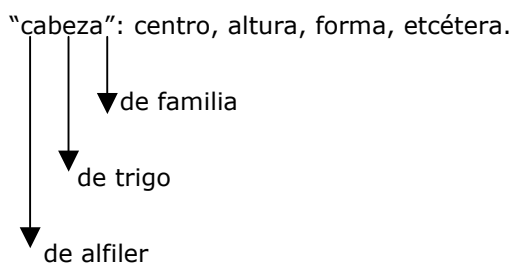 “cabeza”: centro, altura, forma, etcétera.
de familia
de trigo
de alfiler